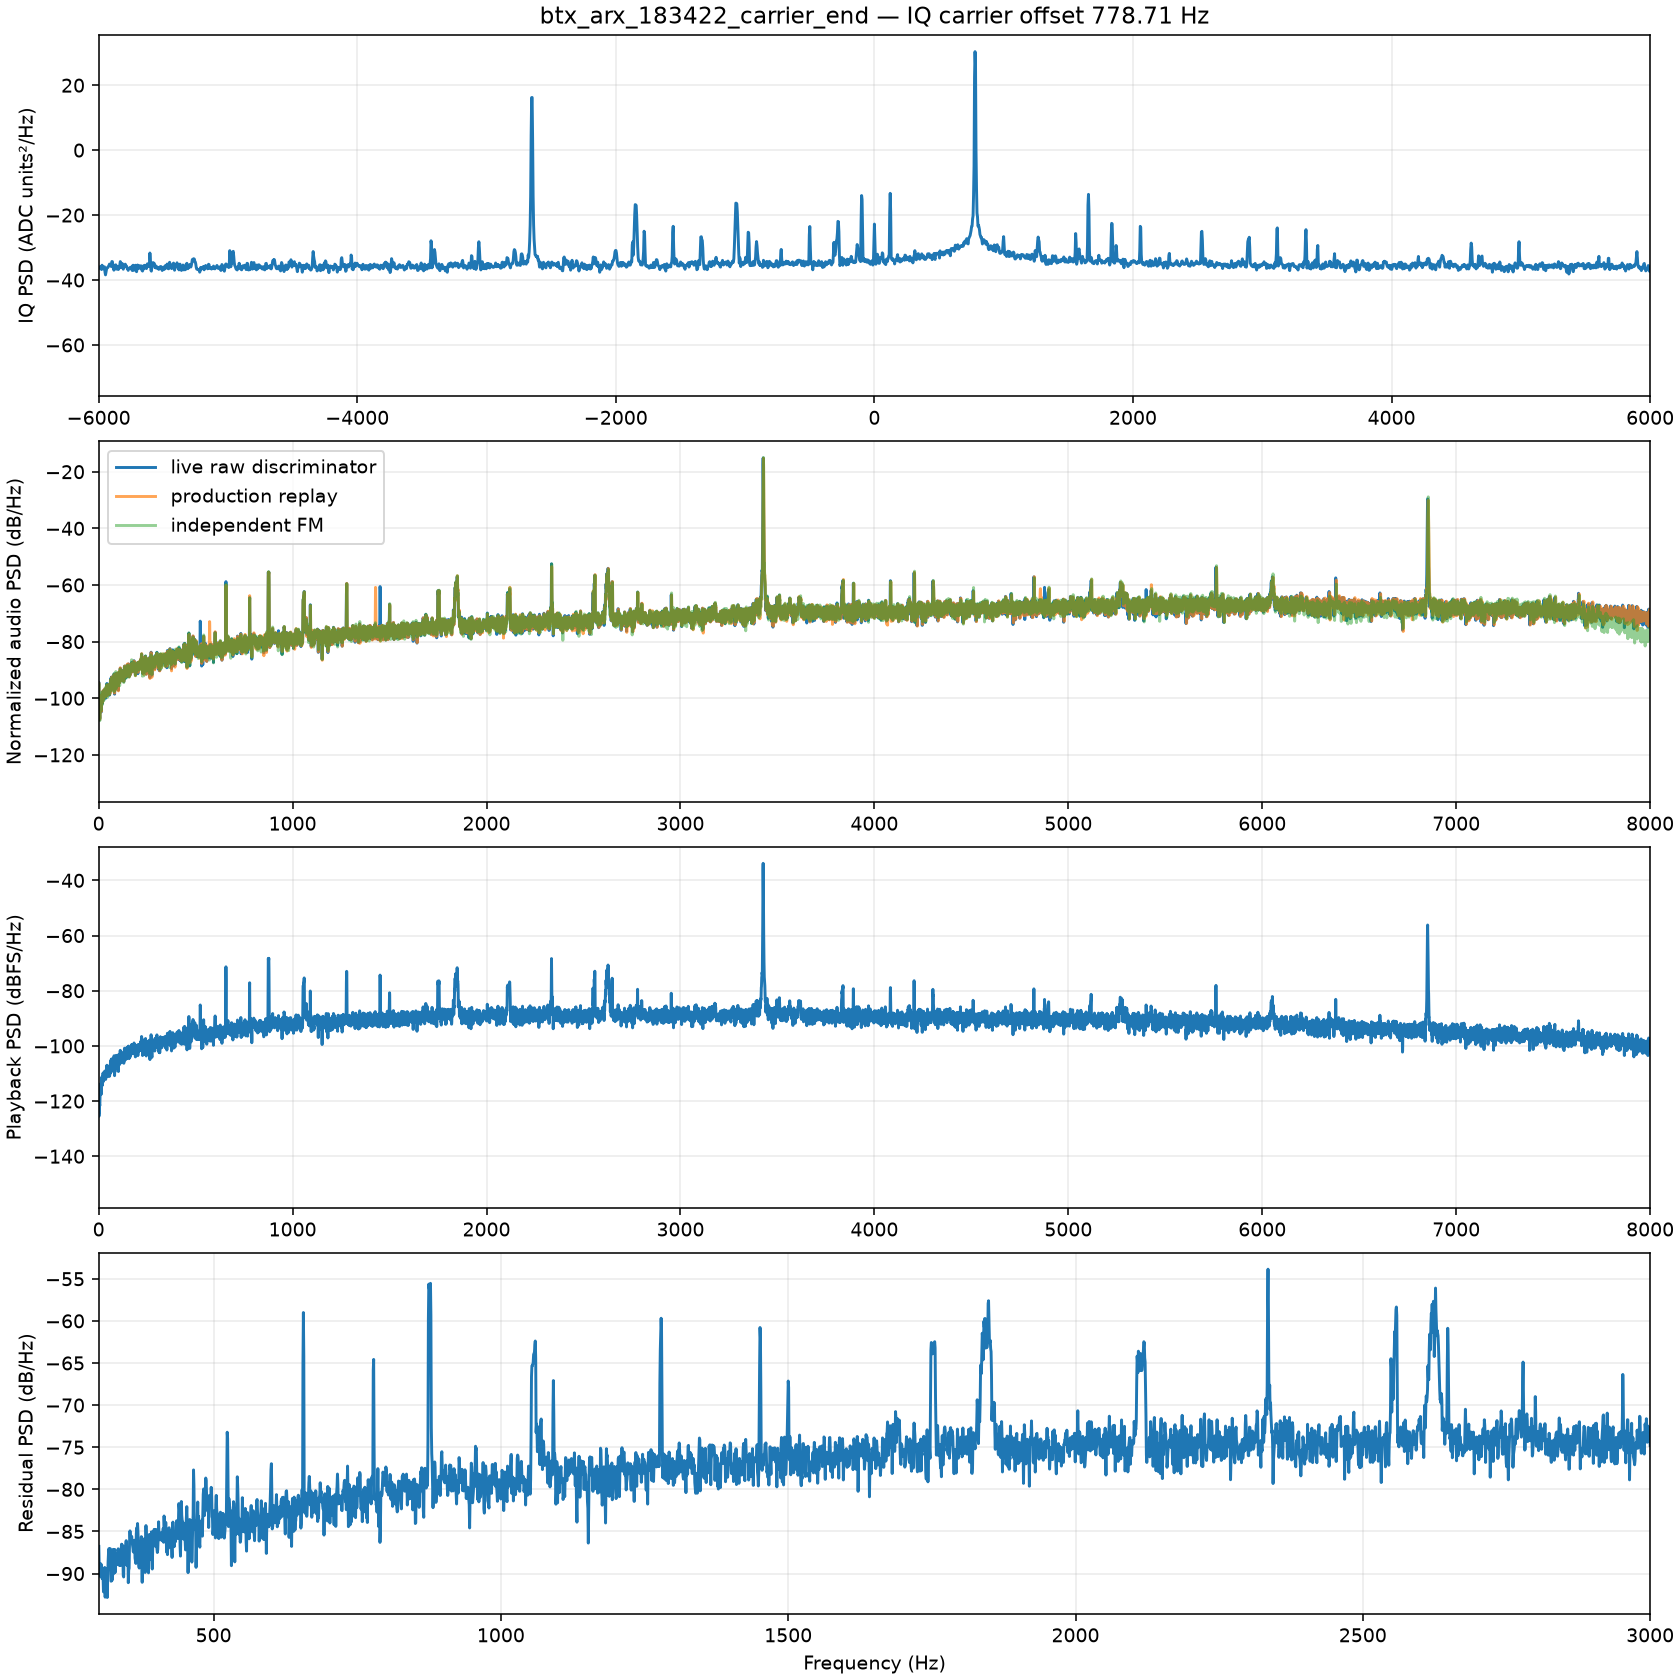 btx_arx_183422_carrier_end — IQ carrier offset 778.71 Hz
IQ PSD (ADC units²/Hz)
20
0
−20
−40
−60
−6000 −4000 −2000 0 2000 4000 6000
Normalized audio PSD (dB/Hz)
live raw discriminator
production replay
independent FM
−20
−40
−60
−80
−100
−120
0 1000 2000 3000 4000 5000 6000 7000 8000
Playback PSD (dBFS/Hz)
−40
−60
−80
−100
−120
−140
0 1000 2000 3000 4000 5000 6000 7000 8000
Residual PSD (dB/Hz)
−55
−60
−65
−70
−75
−80
−85
−90
500 1000 1500 2000 2500 3000
Frequency (Hz)